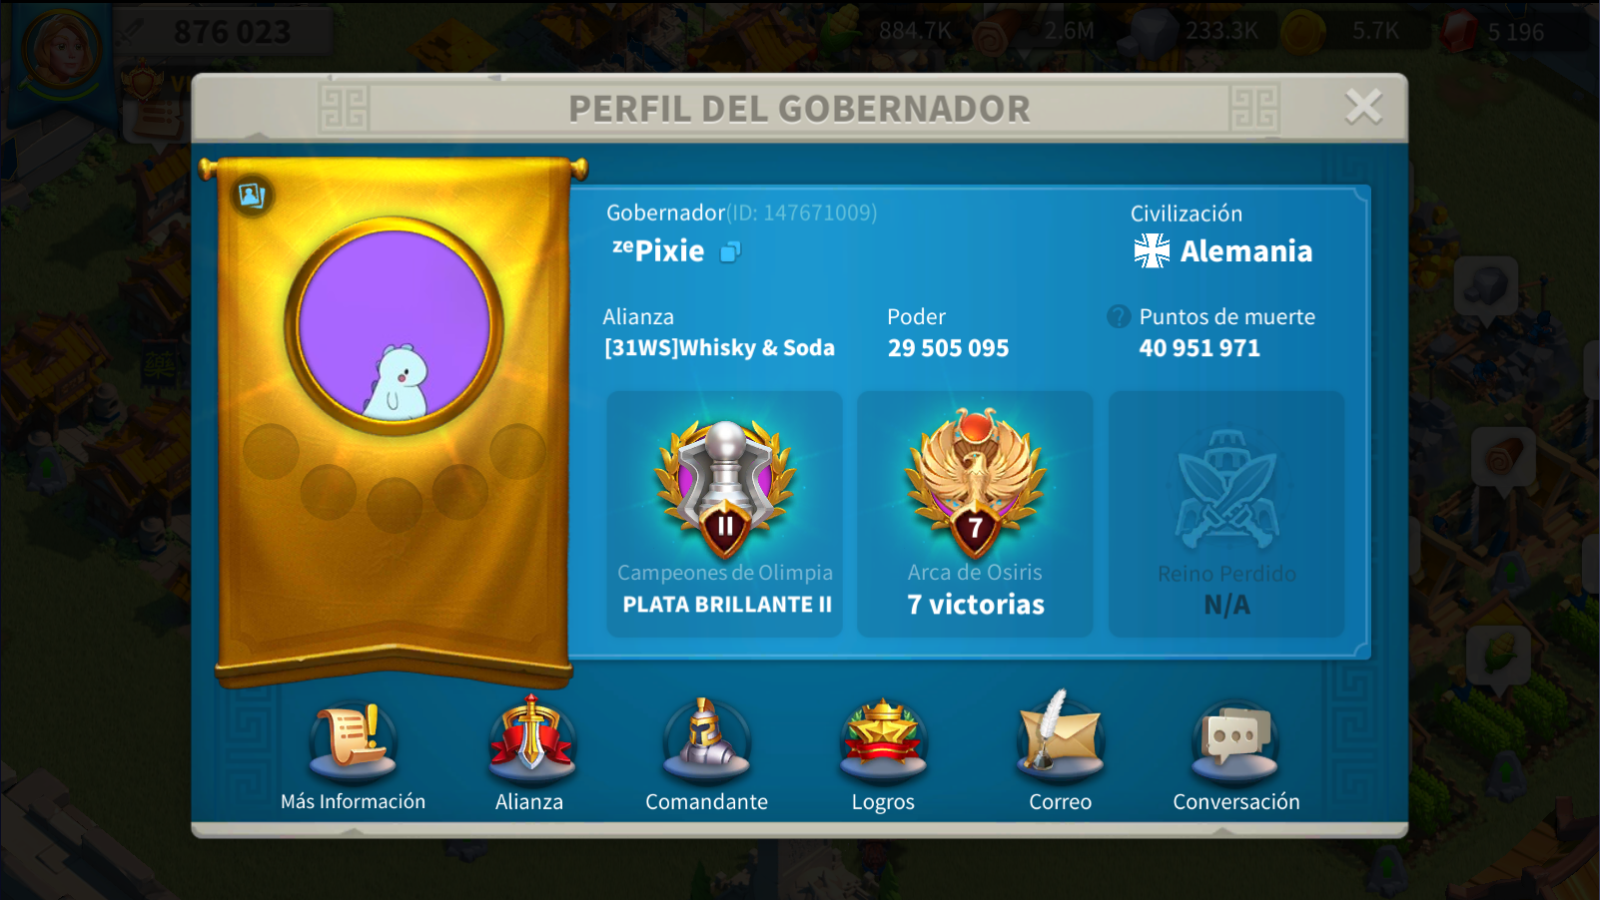 876 023
884.7K
2.6M
233.3K
5.7K
5 196
PERFIL DEL GOBERNADOR
Gobernador(ID: 147671009)
ᶻᵉPixie
Civilización
Alemania
Alianza
[31WS]Whisky & Soda
Poder
29 505 095
? Puntos de muerte
40 951 971
II
Campeones de Olimpia
PLATA BRILLANTE II
7
Arca de Osiris
7 victorias
Reino Perdido
N/A
Más Información
Alianza
Comandante
Logros
Correo
Conversación